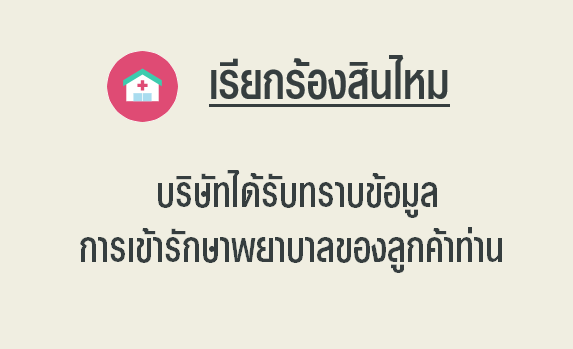 เรียกร้องสินไหม
บริษัทได้รับทราบข้อมูล
การเข้ารักษาพยาบาลของลูกค้าท่าน